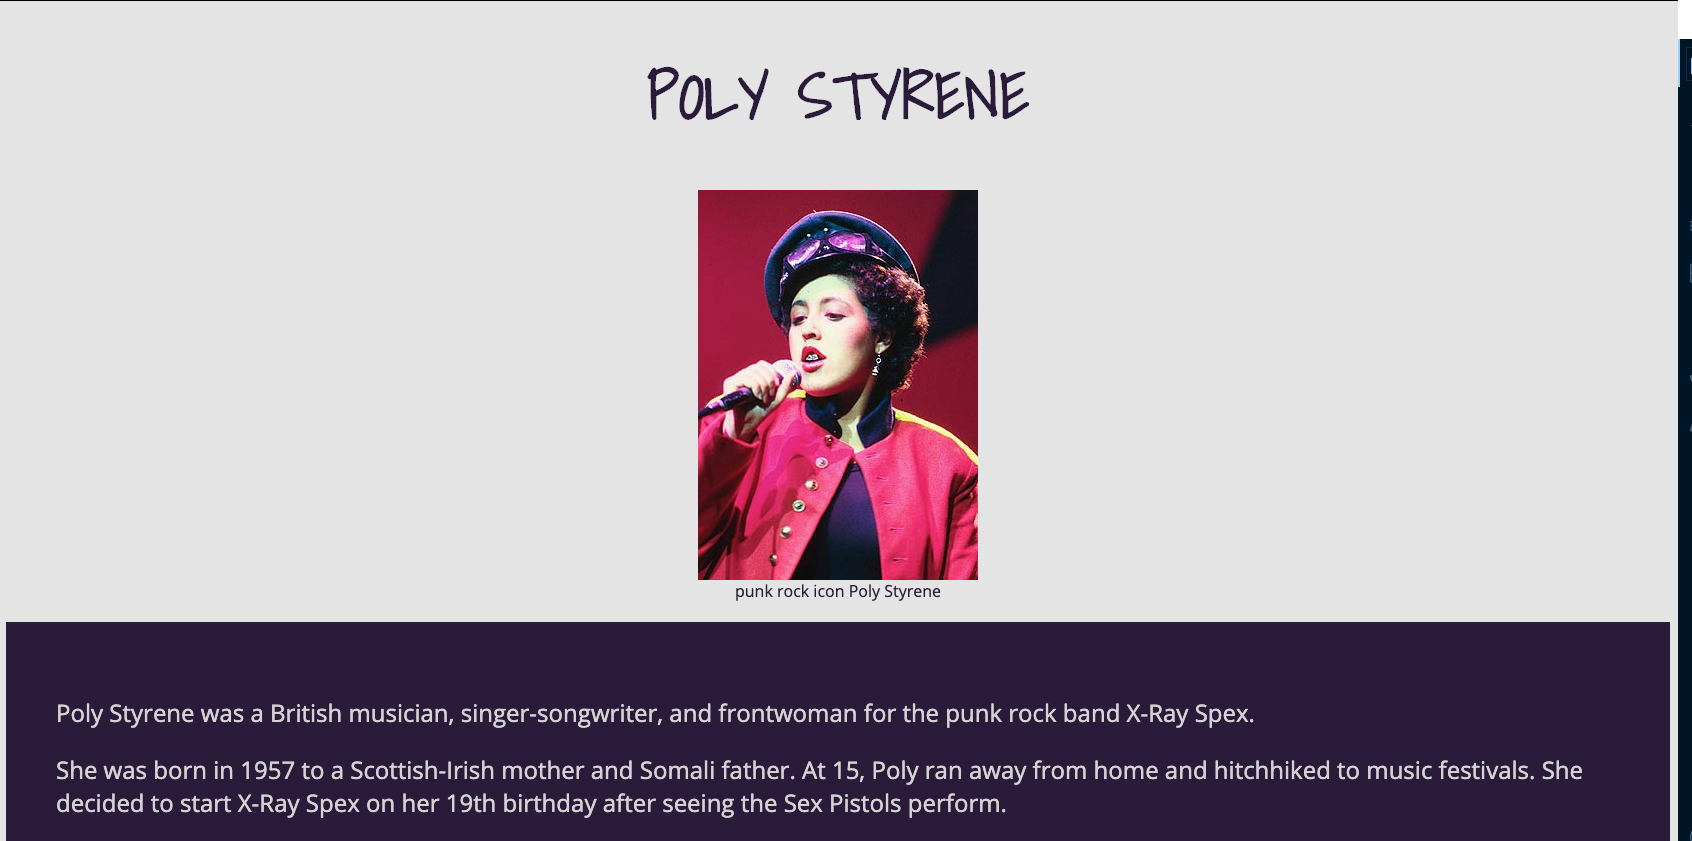 POLY STYRENE
punk rock icon Poly Styrene
Poly Styrene was a British musician, singer-songwriter, and frontwoman for the punk rock band X-Ray Spex.
She was born in 1957 to a Scottish-Irish mother and Somali father. At 15, Poly ran away from home and hitchhiked to music festivals. She
decided to start X-Ray Spex on her 19th birthday after seeing the Sex Pistols perform.